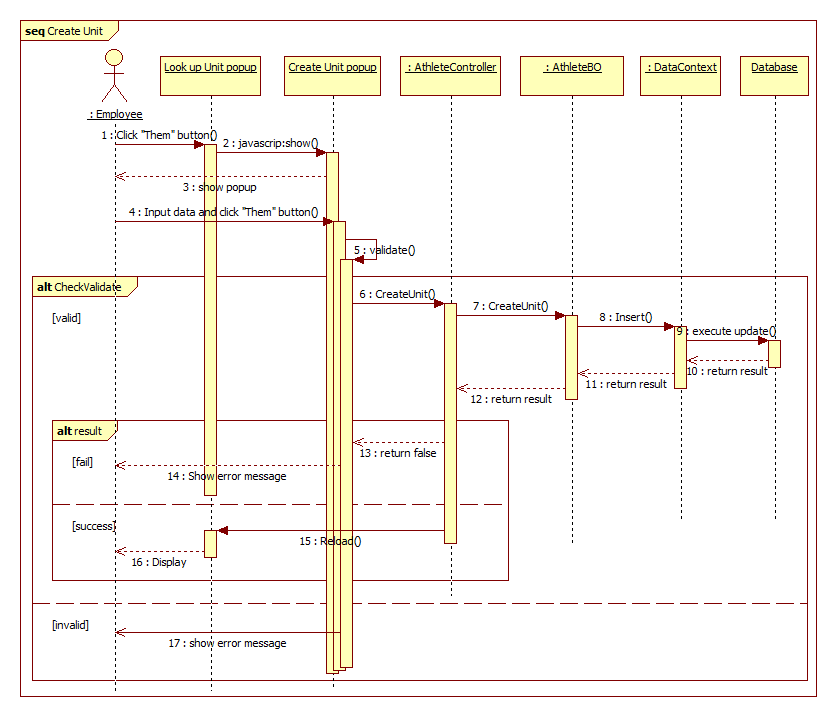 seq Create Unit
Look up Unit popup
Create Unit popup
: AthleteController
: AthleteBO
: DataContext
Database
: Employee
1 : Click "Them" button()
2 : javascrip:show()
3 : show popup
4 : Input data and click "Them" button()
5 : validate()
alt CheckValidate
6 : CreateUnit()
7 : CreateUnit()
8 : Insert()
[valid]
9 : execute update()
10 : return result
11 : return result
12 : return result
alt result
13 : return false
[fail]
14 : Show error message
[success]
15 : Reload()
16 : Display
[invalid]
17 : show error message